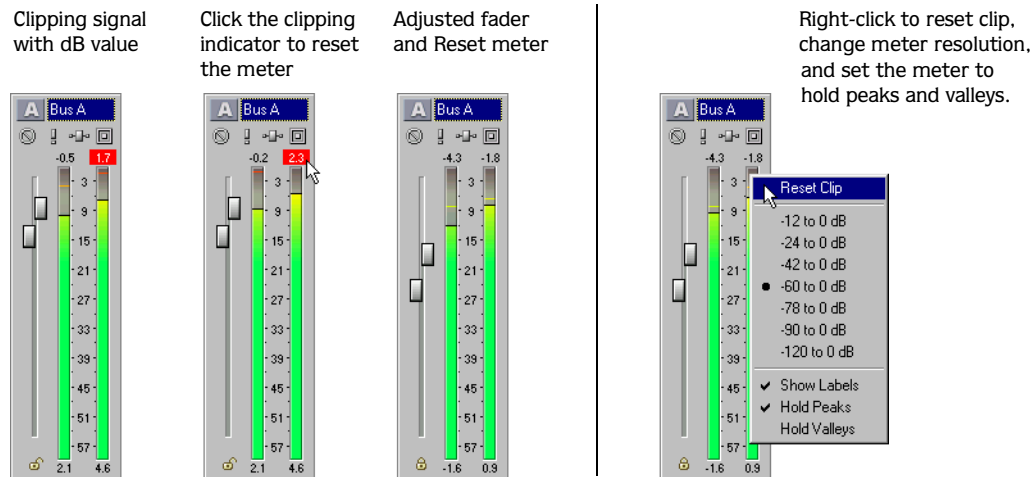 Clipping signal
with dB value
Click the clipping
indicator to reset
the meter
Adjusted fader
and Reset meter
Right-click to reset clip,
change meter resolution,
and set the meter to
hold peaks and valleys.
A Bus A
-0.5 1.7
3
9
15
21
27
33
39
45
51
57
2.1 4.6
A Bus A
-0.2 2.3
3
9
15
21
27
33
39
45
51
57
2.1 4.6
A Bus A
-4.3 -1.8
3
9
15
21
27
33
39
45
51
57
-1.6 0.9
A Bus A
-4.3 -1.8
3
9
15
21
27
33
39
45
51
57
-1.6 0.9
Reset Clip
-12 to 0 dB
-24 to 0 dB
-42 to 0 dB
-60 to 0 dB
-78 to 0 dB
-90 to 0 dB
-120 to 0 dB
Show Labels
Hold Peaks
Hold Valleys